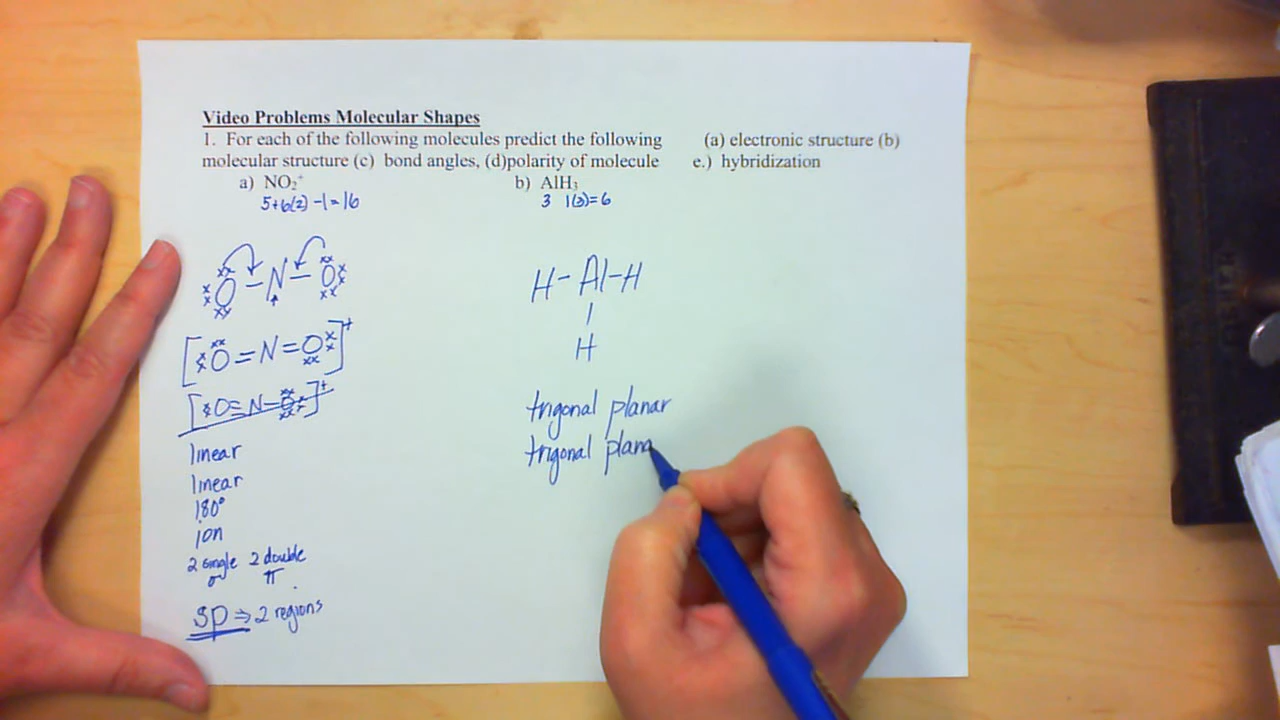 Video Problems Molecular Shapes
1. For each of the following molecules predict the following (a) electronic structure (b)
molecular structure (c) bond angles, (d)polarity of molecule e.) hybridization
a) NO₂⁺ b) AlH₃
5+6(2)-1=16 3 1(3)=6
O-N-O H-Al-H
H
[O=N=O]⁺
[O≡N-O]⁺
trigonal planar
linear trigonal plana
linear
180°
ion
2 single 2 double
σ π
sp ⇒ 2 regions